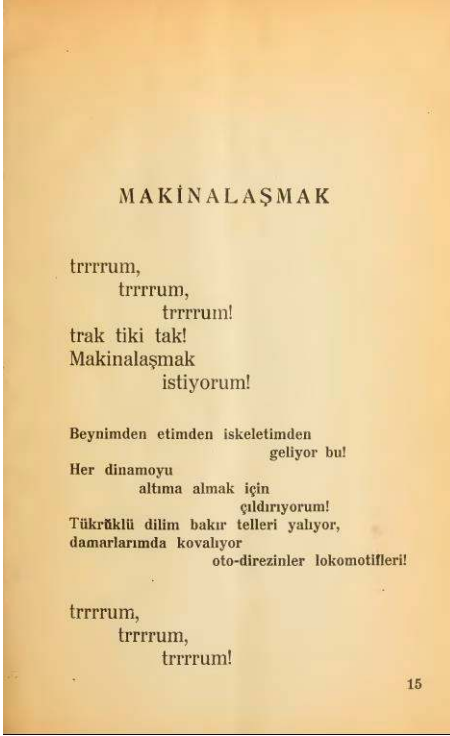 MAKİNALAŞMAK
trrrrum,
trrrrum,
trrrrum!
trak tiki tak!
Makinalaşmak
istiyorum!
Beynimden etimden iskeletimden
geliyor bu!
Her dinamoyu
altıma almak için
çıldırıyorum!
Tükrüklü dilim bakır telleri yalıyor,
damarlarımda kovalıyor
oto-direzinler lokomotifleri!
trrrrum,
trrrrum,
trrrrum!
15